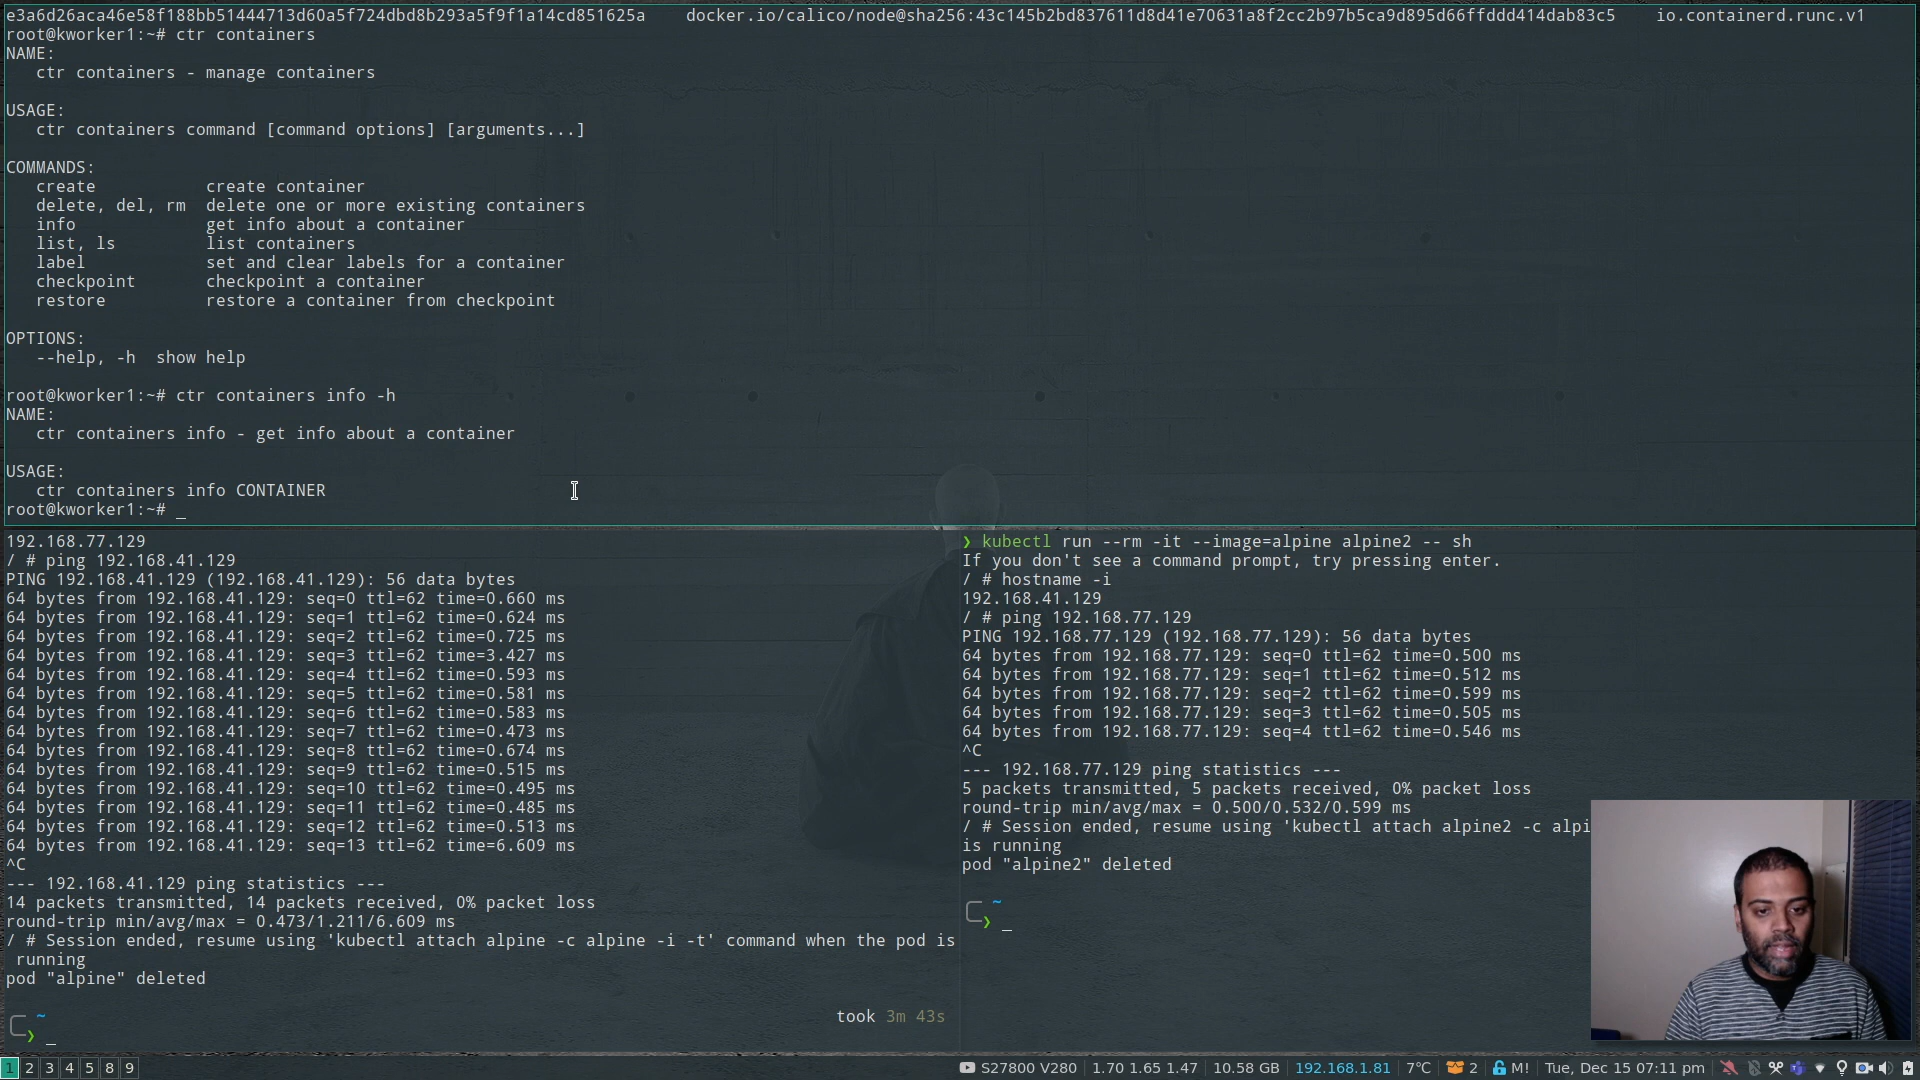 e3a6d26aca46e58f188bb51444713d60a5f724dbd8b293a5f9f1a14cd851625a    docker.io/calico/node@sha256:43c145b2bd837611d8d41e70631a8f2cc2b97b5ca9d895d66ffddd414dab83c5    io.containerd.runc.v1
root@kworker1:~# ctr containers
NAME:
   ctr containers - manage containers
USAGE:
   ctr containers command [command options] [arguments...]
COMMANDS:
   create           create container
   delete, del, rm  delete one or more existing containers
   info             get info about a container
   list, ls         list containers
   label            set and clear labels for a container
   checkpoint       checkpoint a container
   restore          restore a container from checkpoint
OPTIONS:
   --help, -h  show help
root@kworker1:~# ctr containers info -h
NAME:
   ctr containers info - get info about a container
USAGE:
   ctr containers info CONTAINER
root@kworker1:~# _
192.168.77.129
/ # ping 192.168.41.129
PING 192.168.41.129 (192.168.41.129): 56 data bytes
64 bytes from 192.168.41.129: seq=0 ttl=62 time=0.660 ms
64 bytes from 192.168.41.129: seq=1 ttl=62 time=0.624 ms
64 bytes from 192.168.41.129: seq=2 ttl=62 time=0.725 ms
64 bytes from 192.168.41.129: seq=3 ttl=62 time=3.427 ms
64 bytes from 192.168.41.129: seq=4 ttl=62 time=0.593 ms
64 bytes from 192.168.41.129: seq=5 ttl=62 time=0.581 ms
64 bytes from 192.168.41.129: seq=6 ttl=62 time=0.583 ms
64 bytes from 192.168.41.129: seq=7 ttl=62 time=0.473 ms
64 bytes from 192.168.41.129: seq=8 ttl=62 time=0.674 ms
64 bytes from 192.168.41.129: seq=9 ttl=62 time=0.515 ms
64 bytes from 192.168.41.129: seq=10 ttl=62 time=0.495 ms
64 bytes from 192.168.41.129: seq=11 ttl=62 time=0.485 ms
64 bytes from 192.168.41.129: seq=12 ttl=62 time=0.513 ms
64 bytes from 192.168.41.129: seq=13 ttl=62 time=6.609 ms
^C
--- 192.168.41.129 ping statistics ---
14 packets transmitted, 14 packets received, 0% packet loss
round-trip min/avg/max = 0.473/1.211/6.609 ms
/ # Session ended, resume using 'kubectl attach alpine -c alpine -i -t' command when the pod is
 running
pod "alpine" deleted
~
took 3m 43s
❯ _
❯ kubectl run --rm -it --image=alpine alpine2 -- sh
If you don't see a command prompt, try pressing enter.
/ # hostname -i
192.168.41.129
/ # ping 192.168.77.129
PING 192.168.77.129 (192.168.77.129): 56 data bytes
64 bytes from 192.168.77.129: seq=0 ttl=62 time=0.500 ms
64 bytes from 192.168.77.129: seq=1 ttl=62 time=0.512 ms
64 bytes from 192.168.77.129: seq=2 ttl=62 time=0.599 ms
64 bytes from 192.168.77.129: seq=3 ttl=62 time=0.505 ms
64 bytes from 192.168.77.129: seq=4 ttl=62 time=0.546 ms
^C
--- 192.168.77.129 ping statistics ---
5 packets transmitted, 5 packets received, 0% packet loss
round-trip min/avg/max = 0.500/0.532/0.599 ms
/ # Session ended, resume using 'kubectl attach alpine2 -c alpi
is running
pod "alpine2" deleted
~
❯ _
1 2 3 4 5 8 9    S27800 V280    1.70 1.65 1.47    10.58 GB    192.168.1.81    7°C    2    M!    Tue, Dec 15 07:11 pm